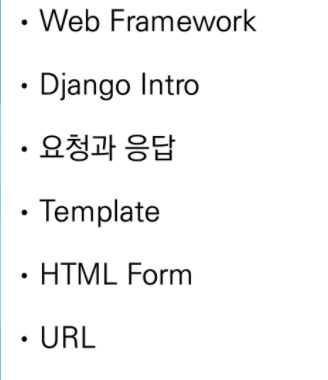 • Web Framework
• Django Intro
• 요청과 응답
• Template
• HTML Form
• URL